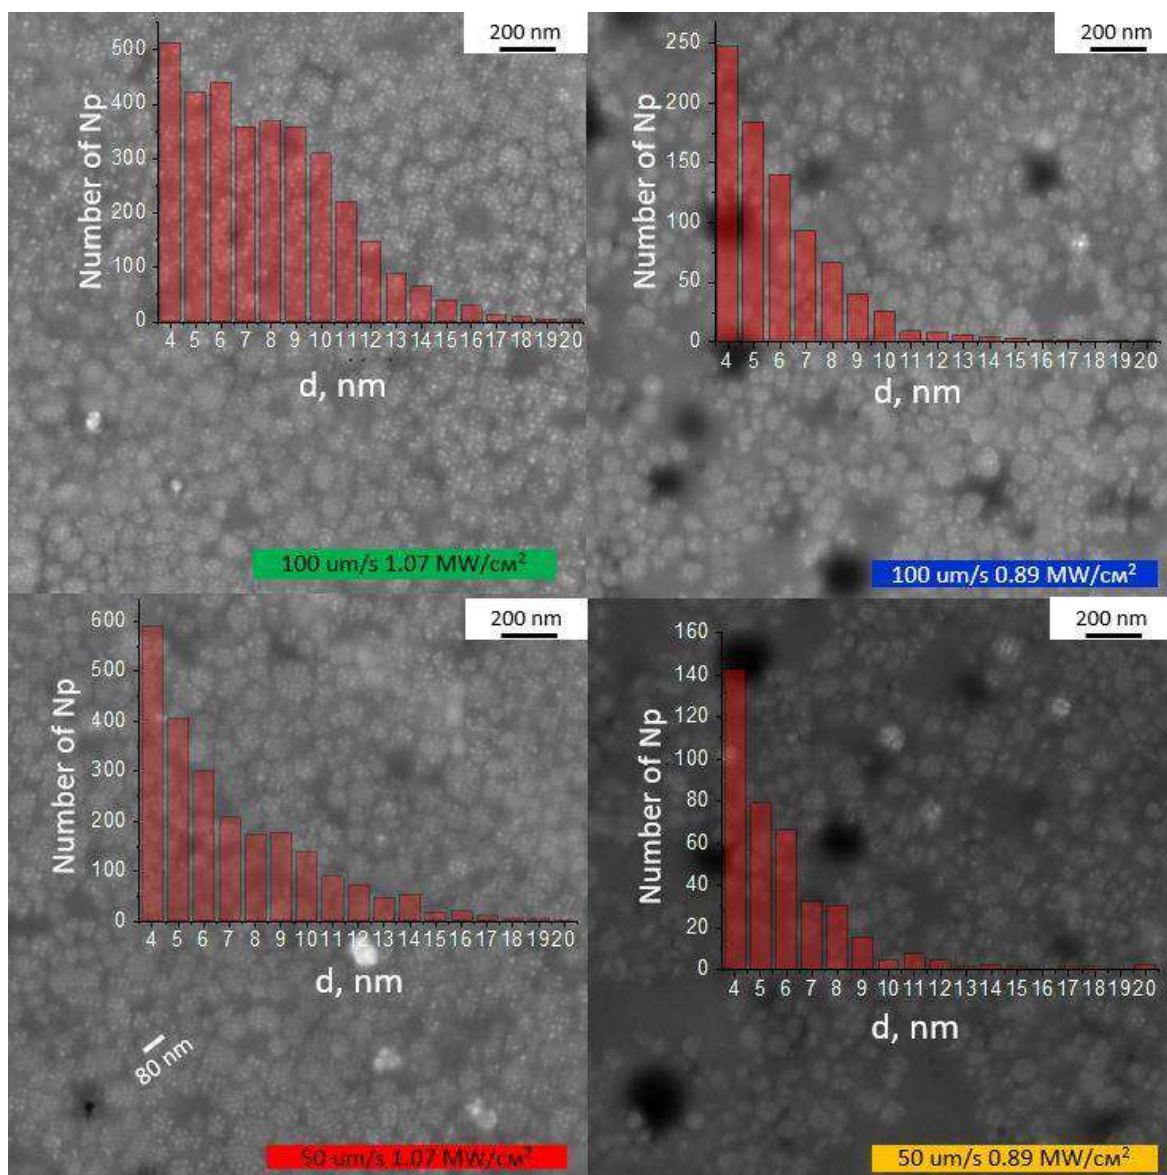 200 nm
500
400
300
200
100
0
Number of Np
4 5 6 7 8 9 10 11 12 13 14 15 16 17 18 19 20
d, nm
100 um/s 1.07 MW/см²
200 nm
250
200
150
100
50
0
Number of Np
4 5 6 7 8 9 10 11 12 13 14 15 16 17 18 19 20
d, nm
100 um/s 0.89 MW/см²
200 nm
600
500
400
300
200
100
0
Number of Np
4 5 6 7 8 9 10 11 12 13 14 15 16 17 18 19 20
d, nm
80 nm
50 um/s 1.07 MW/см²
200 nm
160
140
120
100
80
60
40
20
0
Number of Np
4 5 6 7 8 9 10 11 12 13 14 15 16 17 18 19 20
d, nm
50 um/s 0.89 MW/см²